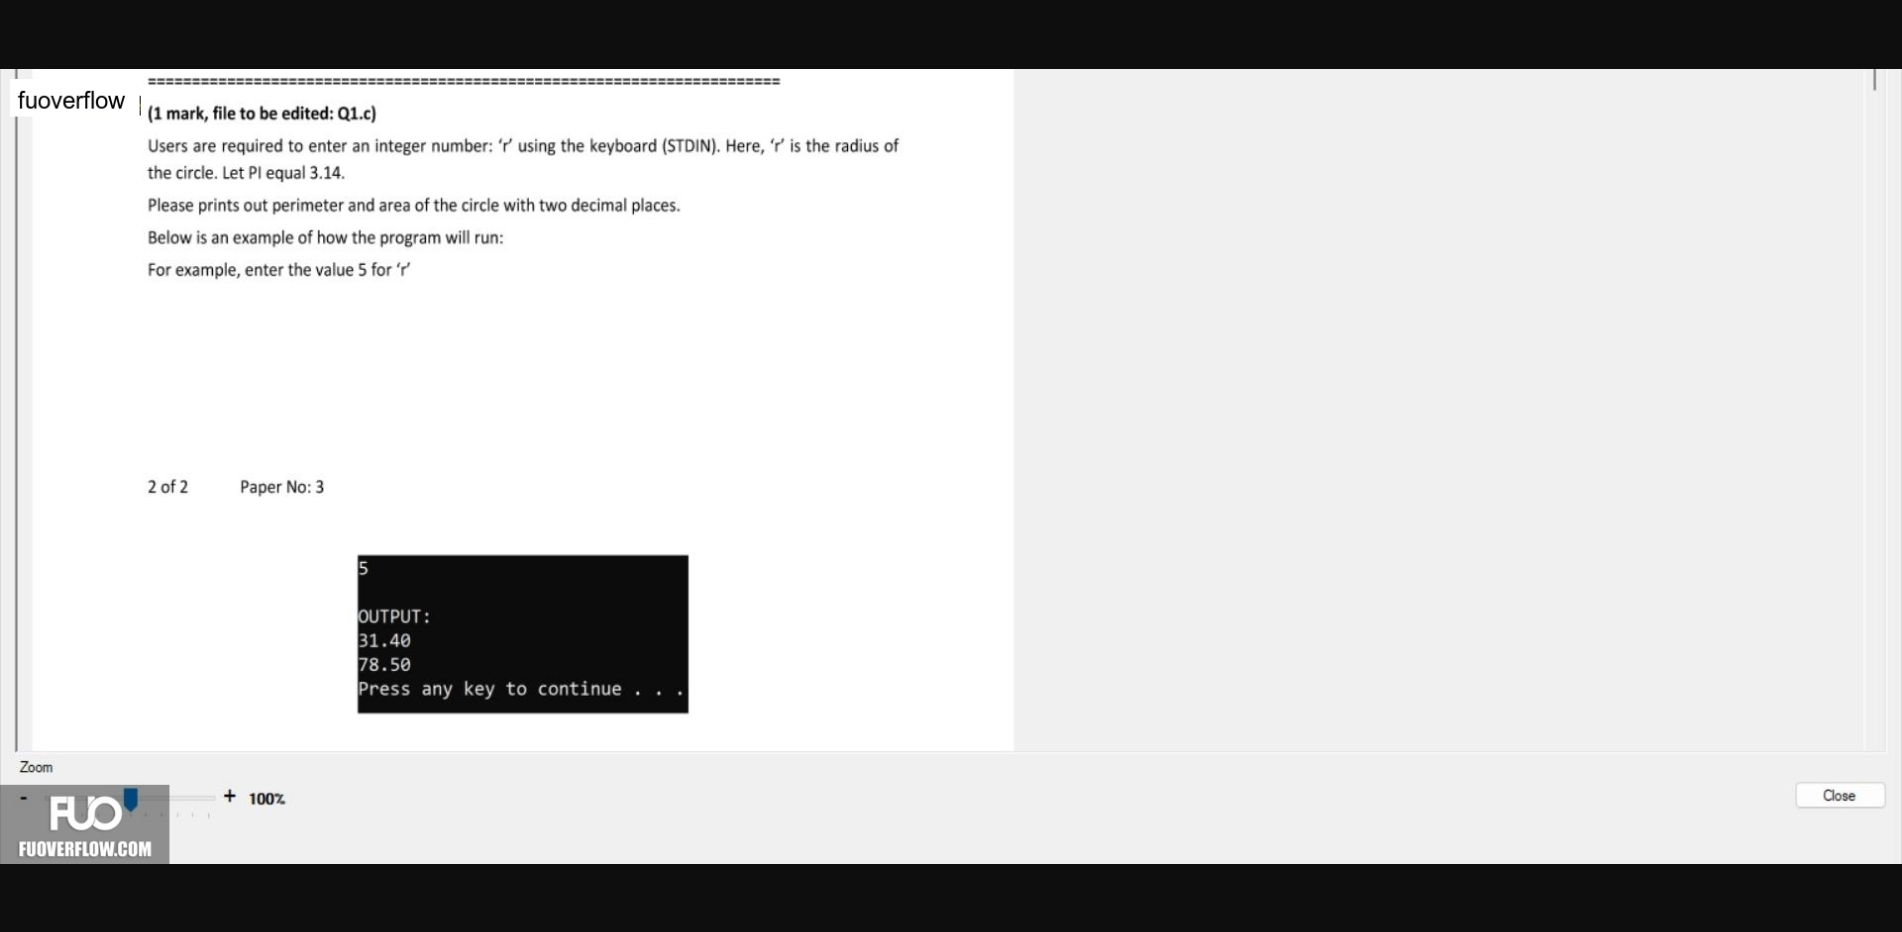 ========================================================================
fuoverflow
(1 mark, file to be edited: Q1.c)
Users are required to enter an integer number: ‘r’ using the keyboard (STDIN). Here, ‘r’ is the radius of
the circle. Let PI equal 3.14.
Please prints out perimeter and area of the circle with two decimal places.
Below is an example of how the program will run:
For example, enter the value 5 for ‘r’
2 of 2 Paper No: 3
5
OUTPUT:
31.40
78.50
Press any key to continue . . .
Zoom
- + 100%
Close
FUO
FUOVERFLOW.COM